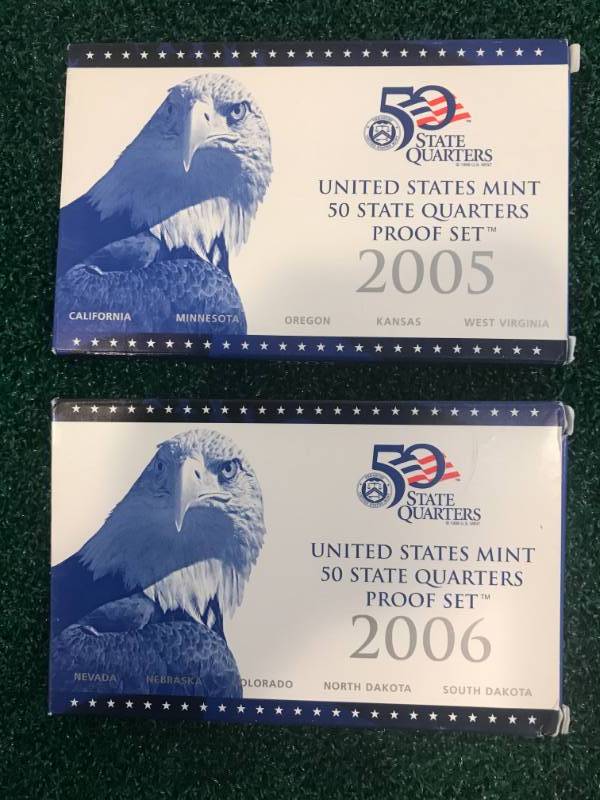 50
STATE
QUARTERS
UNITED STATES MINT
50 STATE QUARTERS
PROOF SET™
2005
CALIFORNIA MINNESOTA OREGON KANSAS WEST VIRGINIA
50
STATE
QUARTERS
UNITED STATES MINT
50 STATE QUARTERS
PROOF SET™
2006
NEVADA NEBRASKA COLORADO NORTH DAKOTA SOUTH DAKOTA